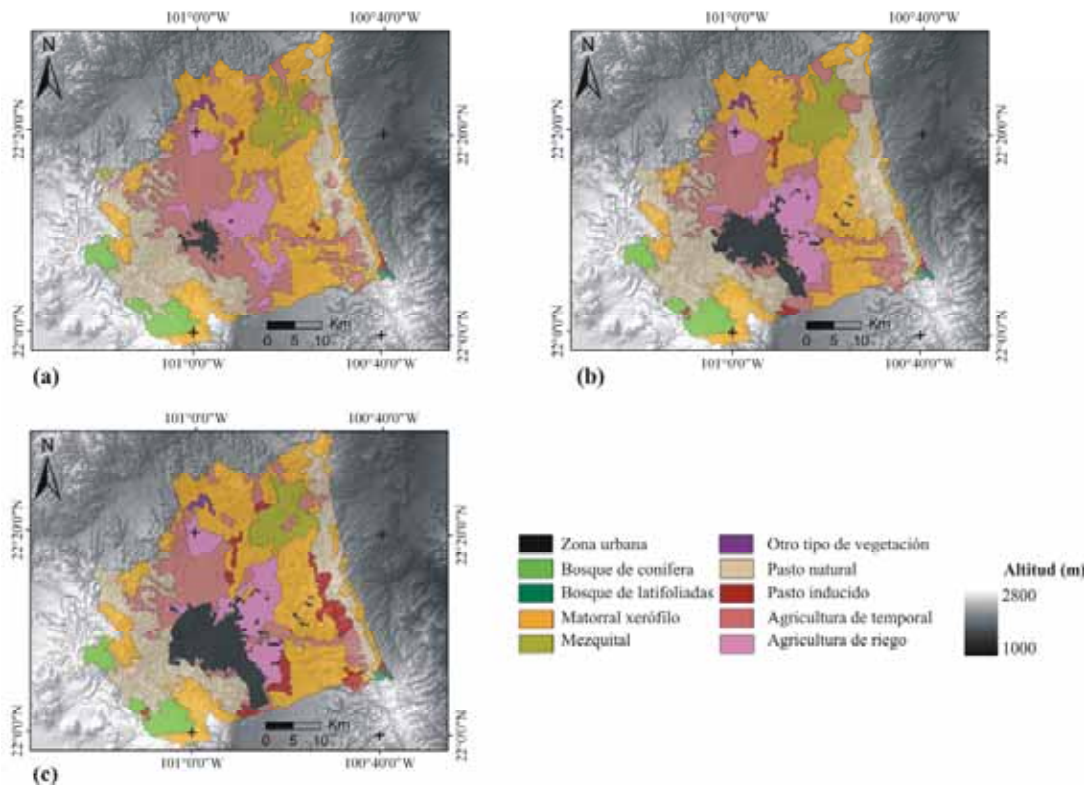 101°0'0"W 100°40'0"W
N
22°20'0"N 22°20'0"N
22°0'0"N 22°0'0"N
Km
0 5 10
101°0'0"W 100°40'0"W
(a)
101°0'0"W 100°40'0"W
N
22°20'0"N 22°20'0"N
22°0'0"N 22°0'0"N
Km
0 5 10
101°0'0"W 100°40'0"W
(b)
101°0'0"W 100°40'0"W
N
22°20'0"N 22°20'0"N
22°0'0"N 22°0'0"N
Km
0 5 10
101°0'0"W 100°40'0"W
(c)
Zona urbana
Bosque de conifera
Bosque de latifoliadas
Matorral xerófilo
Mezquital
Otro tipo de vegetación
Pasto natural
Pasto inducido
Agricultura de temporal
Agricultura de riego
Altitud (m)
2800
1000